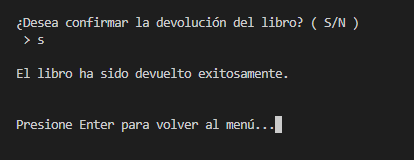 ¿Desea confirmar la devolución del libro? ( S/N )
> s
El libro ha sido devuelto exitosamente.
Presione Enter para volver al menú...